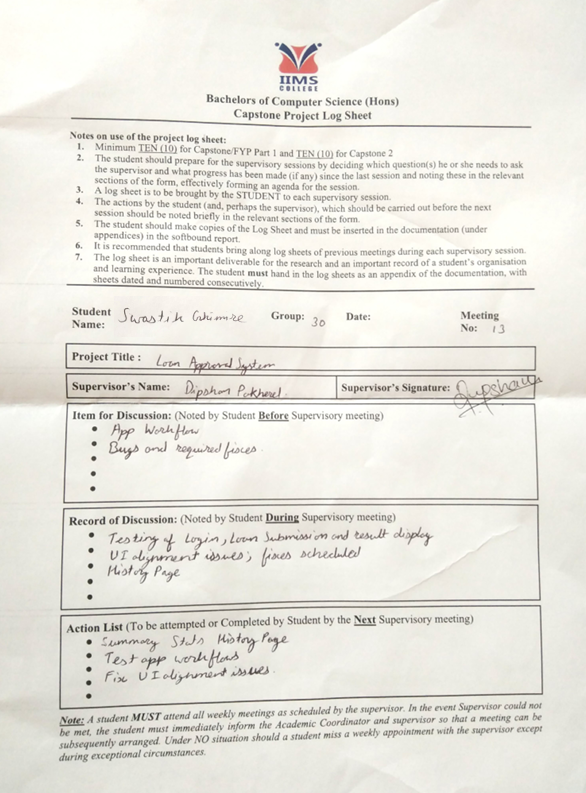 IIMS
COLLEGE
Bachelors of Computer Science (Hons)
Capstone Project Log Sheet
Notes on use of the project log sheet:
1. Minimum TEN (10) for Capstone/FYP Part 1 and TEN (10) for Capstone 2
2. The student should prepare for the supervisory sessions by deciding which question(s) he or she needs to ask
the supervisor and what progress has been made (if any) since the last session and noting these in the relevant
sections of the form, effectively forming an agenda for the session.
3. A log sheet is to be brought by the STUDENT to each supervisory session.
4. The actions by the student (and, perhaps the supervisor), which should be carried out before the next
session should be noted briefly in the relevant sections of the form.
5. The student should make copies of the Log Sheet and must be inserted in the documentation (under
appendices) in the softbound report.
6. It is recommended that students bring along log sheets of previous meetings during each supervisory session.
7. The log sheet is an important deliverable for the research and an important record of a student's organisation
and learning experience. The student must hand in the log sheets as an appendix of the documentation, with
sheets dated and numbered consecutively.
Student Name: Swastik Ghimire Group: 30 Date: Meeting No: 13
Project Title : Loan Approval System
Supervisor's Name: Dipshan Pokherel Supervisor's Signature: Dipshan
Item for Discussion: (Noted by Student Before Supervisory meeting)
• App Workflow
• Bugs and required fixes.
•
•
•
Record of Discussion: (Noted by Student During Supervisory meeting)
• Testing of Login, Loan Submission and result display
• UI alignment issues; fixes scheduled
• History Page
•
•
Action List (To be attempted or Completed by Student by the Next Supervisory meeting)
• Summary Stats History Page
• Test app workflows
• Fix UI alignment issues.
•
Note: A student MUST attend all weekly meetings as scheduled by the supervisor. In the event Supervisor could not
be met, the student must immediately inform the Academic Coordinator and supervisor so that a meeting can be
subsequently arranged. Under NO situation should a student miss a weekly appointment with the supervisor except
during exceptional circumstances.